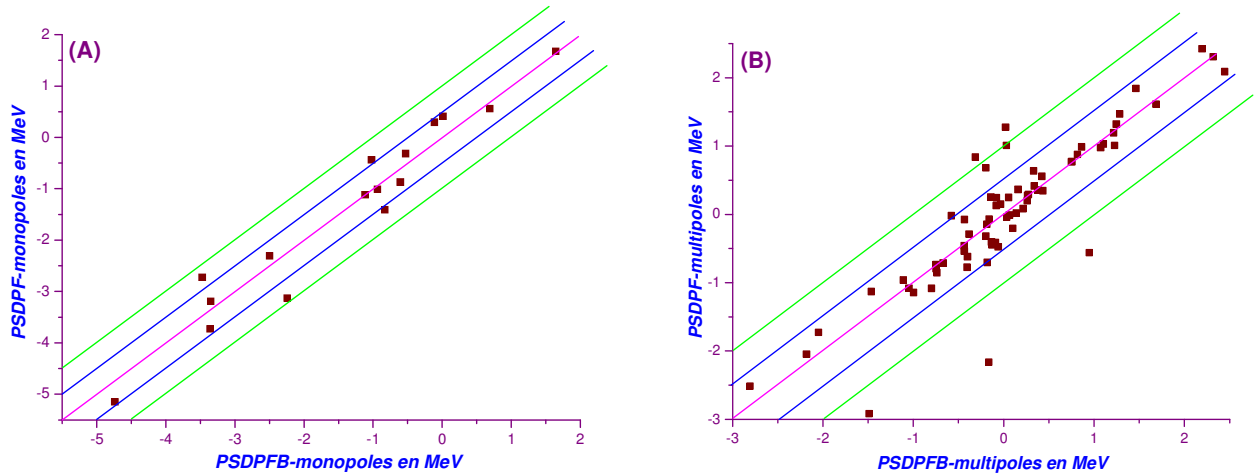 (A)
PSDPF-monopoles en MeV
2
1
0
-1
-2
-3
-4
-5
-5 -4 -3 -2 -1 0 1 2
PSDPFB-monopoles en MeV
(B)
PSDPF-multipoles en MeV
2
1
0
-1
-2
-3
-3 -2 -1 0 1 2
PSDPFB-multipoles en MeV